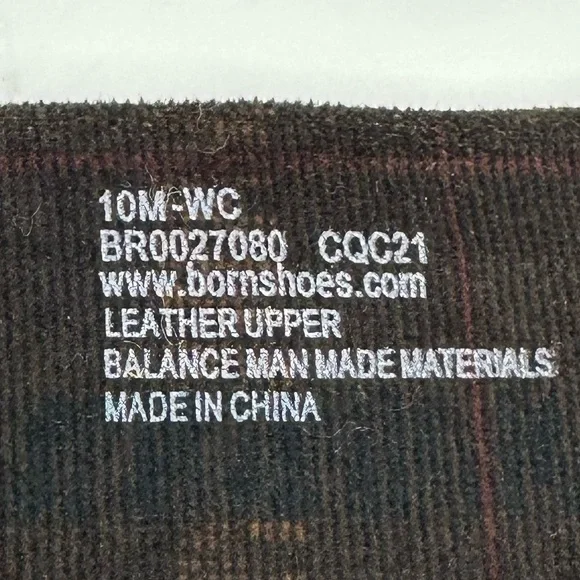 10M-WC
BR0027080 CQC21
www.bornshoes.com
LEATHER UPPER
BALANCE MAN MADE MATERIALS
MADE IN CHINA